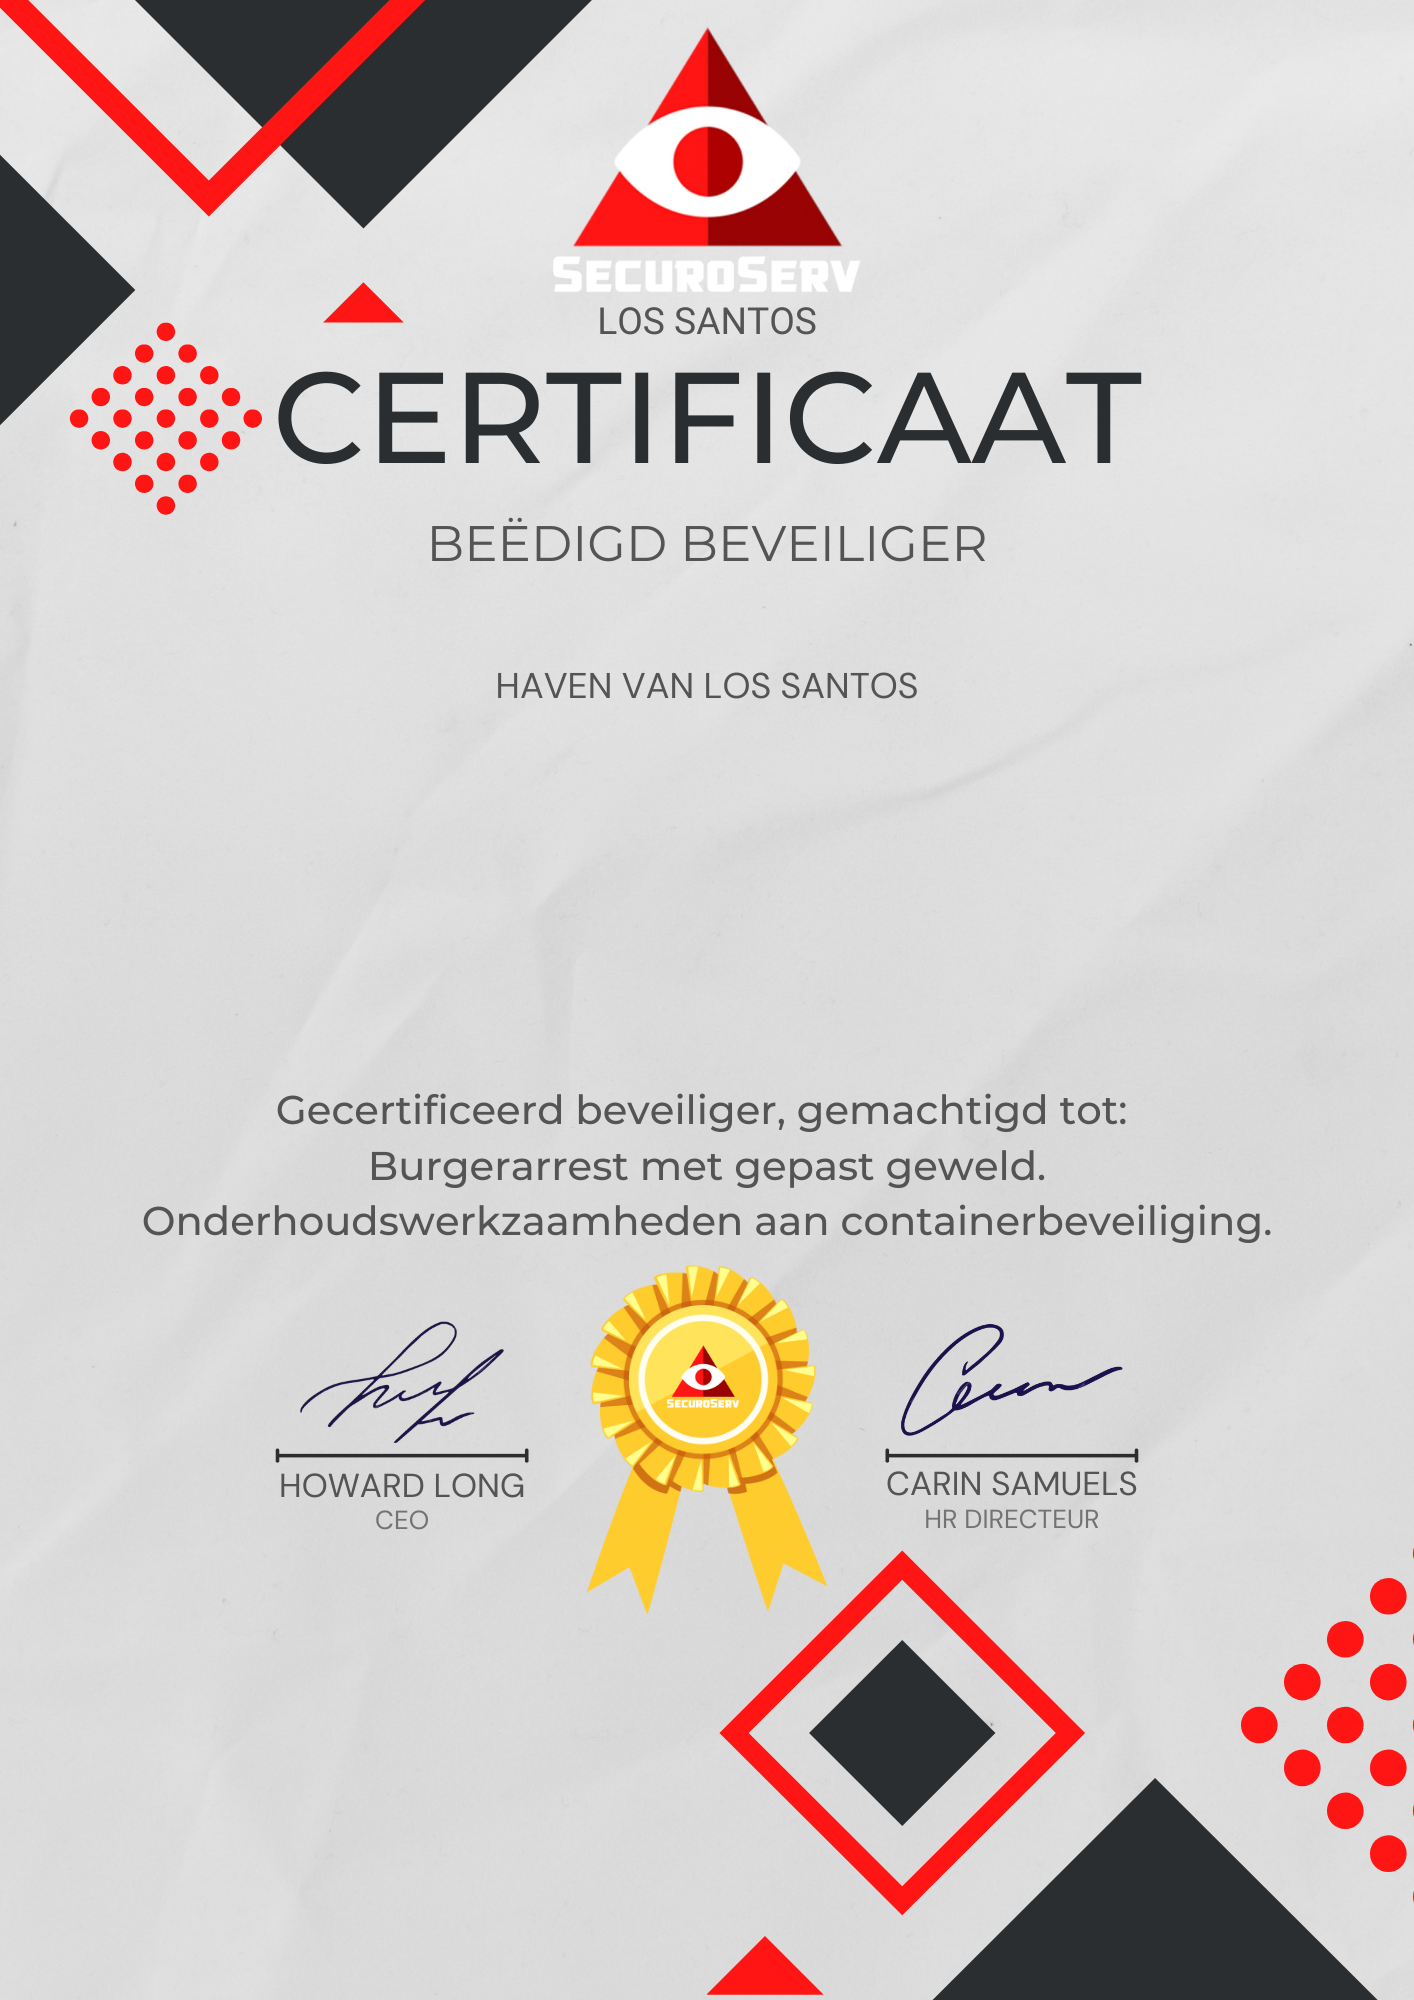 SECUROSERV
LOS SANTOS
CERTIFICAAT
BEËDIGD BEVEILIGER
HAVEN VAN LOS SANTOS
Gecertificeerd beveiliger, gemachtigd tot:
Burgerarrest met gepast geweld.
Onderhoudswerkzaamheden aan containerbeveiliging.
SECUROSERV
HOWARD LONG
CEO
CARIN SAMUELS
HR DIRECTEUR